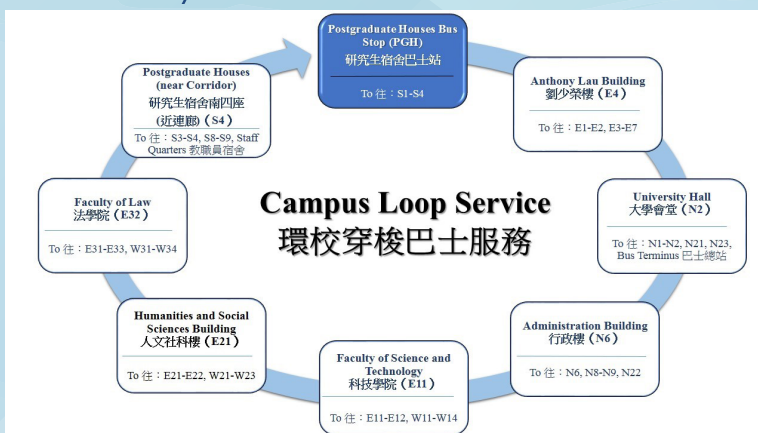 Postgraduate Houses Bus
Stop (PGH)
研究生宿舍巴士站
To 往：S1-S4
Anthony Lau Building
劉少榮樓（E4）
To 往：E1-E2, E3-E7
University Hall
大學會堂（N2）
To 往：N1-N2, N21, N23,
Bus Terminus 巴士總站
Administration Building
行政樓（N6）
To 往：N6, N8-N9, N22
Faculty of Science and
Technology
科技學院（E11）
To 往：E11-E12, W11-W14
Humanities and Social
Sciences Building
人文社科樓（E21）
To 往：E21-E22, W21-W23
Faculty of Law
法學院（E32）
To 往：E31-E33, W31-W34
Postgraduate Houses
(near Corridor)
研究生宿舍南四座
(近連廊)（S4）
To 往：S3-S4, S8-S9, Staff
Quarters 教職員宿舍
Campus Loop Service
環校穿梭巴士服務